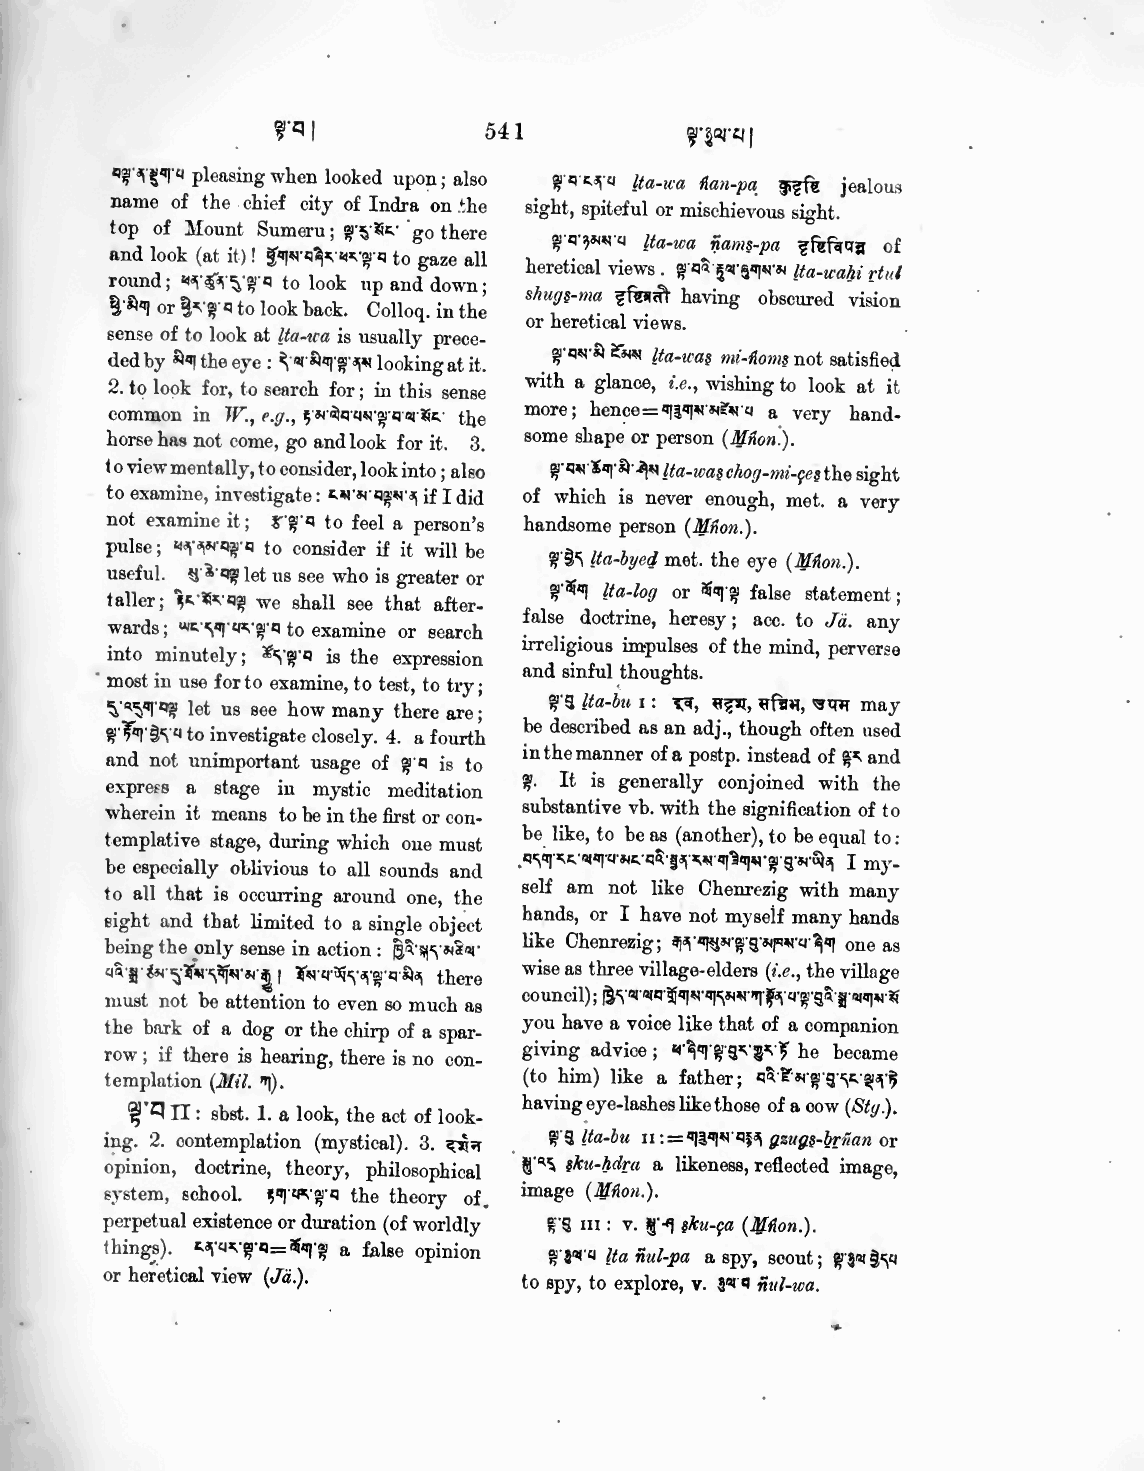 ལྟ་བ། 541 ལྟ་ཉུལ་པ།
བལྟ་ན་སྡུག་པ pleasing when looked upon; also
name of the chief city of Indra on the
top of Mount Sumeru; ལྟ་རུ་སོང་ go there
and look (at it)! ཕྱོགས་བཞིར་ཡར་ལྟ་བ to gaze all
round; ཡན་ཚུན་དུ་ལྟ་བ to look up and down;
ཕྱི་མིག or ཕྱིར་ལྟ་བ to look back. Colloq. in the
sense of to look at lta-wa is usually prece-
ded by མིག the eye: དེ་ལ་མིག་ལྟ་ནས looking at it.
2. to look for, to search for; in this sense
common in W., e.g., རྟ་མ་ལེབ་པས་ལྟ་བ་ལ་སོང་ the
horse has not come, go and look for it. 3.
to view mentally, to consider, look into; also
to examine, investigate: ངས་མ་བལྟས་ན if I did
not examine it; རྩ་ལྟ་བ to feel a person's
pulse; ཕན་ནམ་བལྟ་བ to consider if it will be
useful. སུ་ཆེ་བལྟ let us see who is greater or
taller; རྟིང་སོར་བལྟ we shall see that after-
wards; ཡང་དག་པར་ལྟ་བ to examine or search
into minutely; ཚོད་ལྟ་བ is the expression
most in use for to examine, to test, to try;
དུ་འདུག་བལྟ let us see how many there are;
ལྟ་རྟོག་བྱེད་པ to investigate closely. 4. a fourth
and not unimportant usage of ལྟ་བ is to
express a stage in mystic meditation
wherein it means to be in the first or con-
templative stage, during which one must
be especially oblivious to all sounds and
to all that is occurring around one, the
sight and that limited to a single object
being the only sense in action: ཁྱི་འི་སྐད་མཆིལ་
པའི་སྒྲ་ཙམ་དུ་ཐོས་དགོས་མ་རྒྱུ། ཐོས་པ་ཡོད་ན་ལྟ་བ་མིན there
must not be attention to even so much as
the bark of a dog or the chirp of a spar-
row; if there is hearing, there is no con-
templation (Mil. ཀ).
ལྟ་བ II: sbst. 1. a look, the act of look-
ing. 2. contemplation (mystical). 3. दर्शन
opinion, doctrine, theory, philosophical
system, school. རྟག་པར་ལྟ་བ the theory of
perpetual existence or duration (of worldly
things). ངན་པར་ལྟ་བ=ལོག་ལྟ a false opinion
or heretical view (Jä.).
ལྟ་བ་ངན་པ lta-wa ñan-pa कुदृष्टि jealous
sight, spiteful or mischievous sight.
ལྟ་བ་ཉམས་པ lta-wa ñams-pa दृष्टिविपन्न of
heretical views. ལྟ་བའི་རྟུལ་ཤུགས་མ lta-waḥi rtul
shugs-ma दृष्टिव्रती having obscured vision
or heretical views.
ལྟ་བས་མི་ངོམས lta-was mi-ñoms not satisfied
with a glance, i.e., wishing to look at it
more; hence=གཟུགས་མཛེས་པ a very hand-
some shape or person (Mñon.).
ལྟ་བས་ཆོག་མི་ཤེས lta-was chog-mi-çes the sight
of which is never enough, met. a very
handsome person (Mñon.).
ལྟ་བྱེད lta-byed met. the eye (Mñon.).
ལྟ་ལོག lta-log or ལོག་ལྟ false statement;
false doctrine, heresy; acc. to Jä. any
irreligious impulses of the mind, perverse
and sinful thoughts.
ལྟ་བུ lta-bu I: इव, सदृश, सन्निभ, उपम may
be described as an adj., though often used
in the manner of a postp. instead of ལྟར and
ལྟ. It is generally conjoined with the
substantive vb. with the signification of to
be like, to be as (another), to be equal to:
བདག་རང་ལག་པ་མང་བའི་སྤྱན་རས་གཟིགས་ལྟ་བུ་མ་ཡིན I my-
self am not like Chenrezig with many
hands, or I have not myself many hands
like Chenrezig; རྒན་གསུམ་ལྟ་བུ་མཁས་པ་ཞིག one as
wise as three village-elders (i.e., the village
council); ཁྱེད་ལ་ལབ་གྲོགས་གདམས་ཀ་སྟོན་པ་ལྟ་བུའི་སྒྲ་ལགས་སོ
you have a voice like that of a companion
giving advice; ཕ་ཞིག་ལྟ་བུར་གྱུར་ཏོ he became
(to him) like a father; བའི་རྫི་མ་ལྟ་བུ་དང་ལྡན་ཏེ
having eye-lashes like those of a cow (Stg.).
ལྟ་བུ lta-bu II:=གཟུགས་བརྙན gzugs-brñan or
སྐུ་འདྲ sku-ḥdra a likeness, reflected image,
image (Mñon.).
ལྟ་བུ III: v. སྐུ་ཤ sku-ça (Mñon.).
ལྟ་ཉུལ་པ lta ñul-pa a spy, scout; ལྟ་ཉུལ་བྱེད་པ
to spy, to explore, v. ཉུལ་བ ñul-wa.